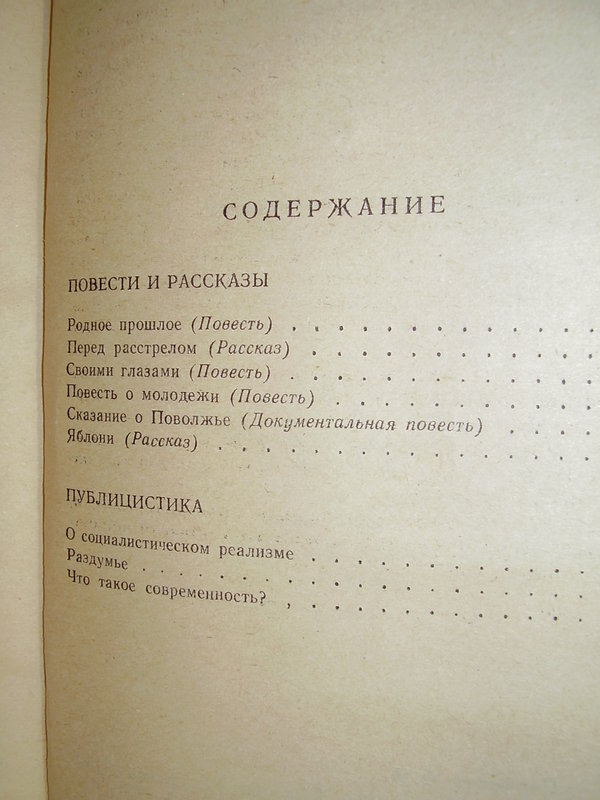 СОДЕРЖАНИЕ
ПОВЕСТИ И РАССКАЗЫ
Родное прошлое (Повесть)
Перед расстрелом (Рассказ)
Своими глазами (Повесть)
Повесть о молодежи (Повесть)
Сказание о Поволжье (Документальная повесть)
Яблони (Рассказ)
ПУБЛИЦИСТИКА
О социалистическом реализме
Раздумье
Что такое современность?